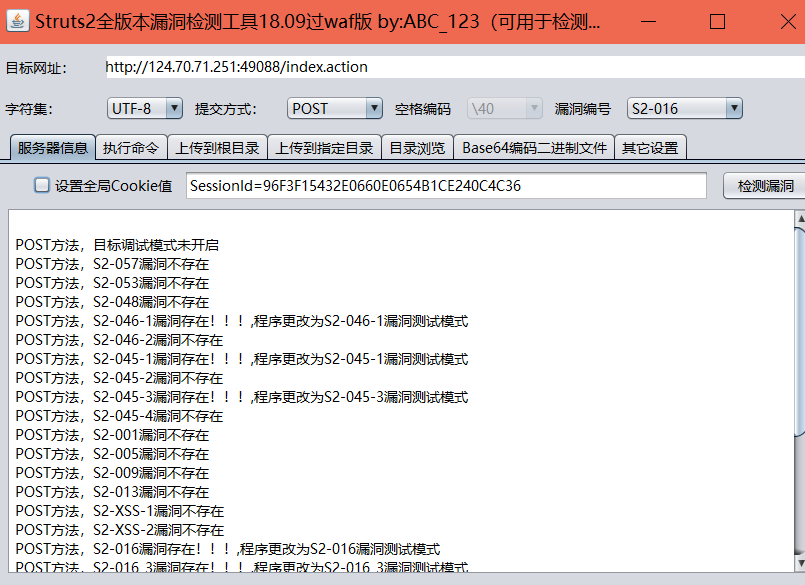 Struts2全版本漏洞检测工具18.09过waf版 by:ABC_123（可用于检测...
目标网址： http://124.70.71.251:49088/index.action
字符集： UTF-8 提交方式： POST 空格编码 \40 漏洞编号 S2-016
服务器信息 执行命令 上传到根目录 上传到指定目录 目录浏览 Base64编码二进制文件 其它设置
设置全局Cookie值 SessionId=96F3F15432E0660E0654B1CE240C4C36 检测漏洞
POST方法，目标调试模式未开启
POST方法，S2-057漏洞不存在
POST方法，S2-053漏洞不存在
POST方法，S2-048漏洞不存在
POST方法，S2-046-1漏洞存在！！！,程序更改为S2-046-1漏洞测试模式
POST方法，S2-046-2漏洞不存在
POST方法，S2-045-1漏洞存在！！！,程序更改为S2-045-1漏洞测试模式
POST方法，S2-045-2漏洞不存在
POST方法，S2-045-3漏洞存在！！！,程序更改为S2-045-3漏洞测试模式
POST方法，S2-045-4漏洞不存在
POST方法，S2-001漏洞不存在
POST方法，S2-005漏洞不存在
POST方法，S2-009漏洞不存在
POST方法，S2-013漏洞不存在
POST方法，S2-XSS-1漏洞不存在
POST方法，S2-XSS-2漏洞不存在
POST方法，S2-016漏洞存在！！！,程序更改为S2-016漏洞测试模式
POST方法，S2-016_3漏洞存在！！！,程序更改为S2-016_3漏洞测试模式